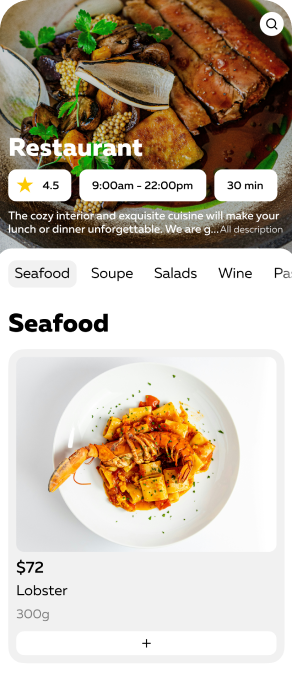 Restaurant
4.5
9:00am - 22:00pm
30 min
The cozy interior and exquisite cuisine will make your
lunch or dinner unforgettable. We are g... All description
Seafood Soupe Salads Wine Pa
Seafood
$72
Lobster
300g
+